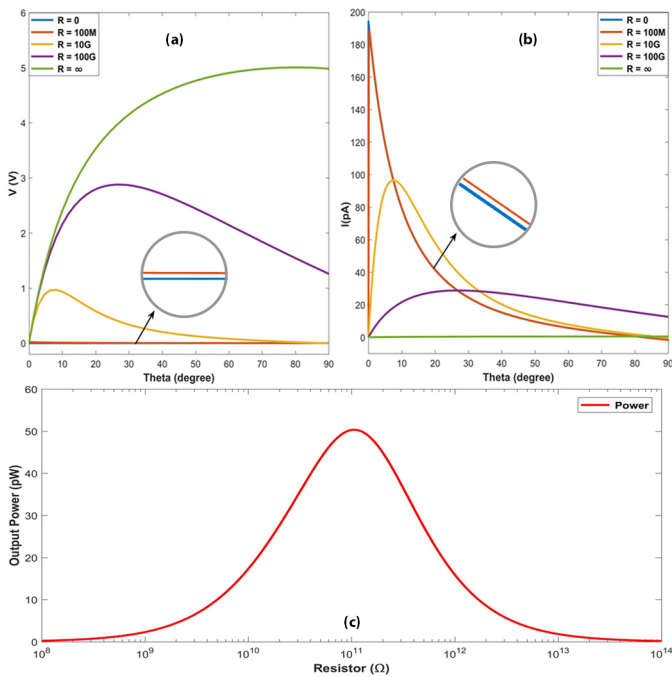 R = 0
R = 100M
R = 10G
R = 100G
R = ∞
(a)
6
5
4
3
2
1
0
V (V)
0 10 20 30 40 50 60 70 80 90
Theta (degree)
(b)
R = 0
R = 100M
R = 10G
R = 100G
R = ∞
200
180
160
140
120
100
80
60
40
20
0
I(pA)
0 10 20 30 40 50 60 70 80 90
Theta (degree)
Power
60
50
40
30
20
10
0
Output Power (pW)
(c)
10⁸ 10⁹ 10¹⁰ 10¹¹ 10¹² 10¹³ 10¹⁴
Resistor (Ω)